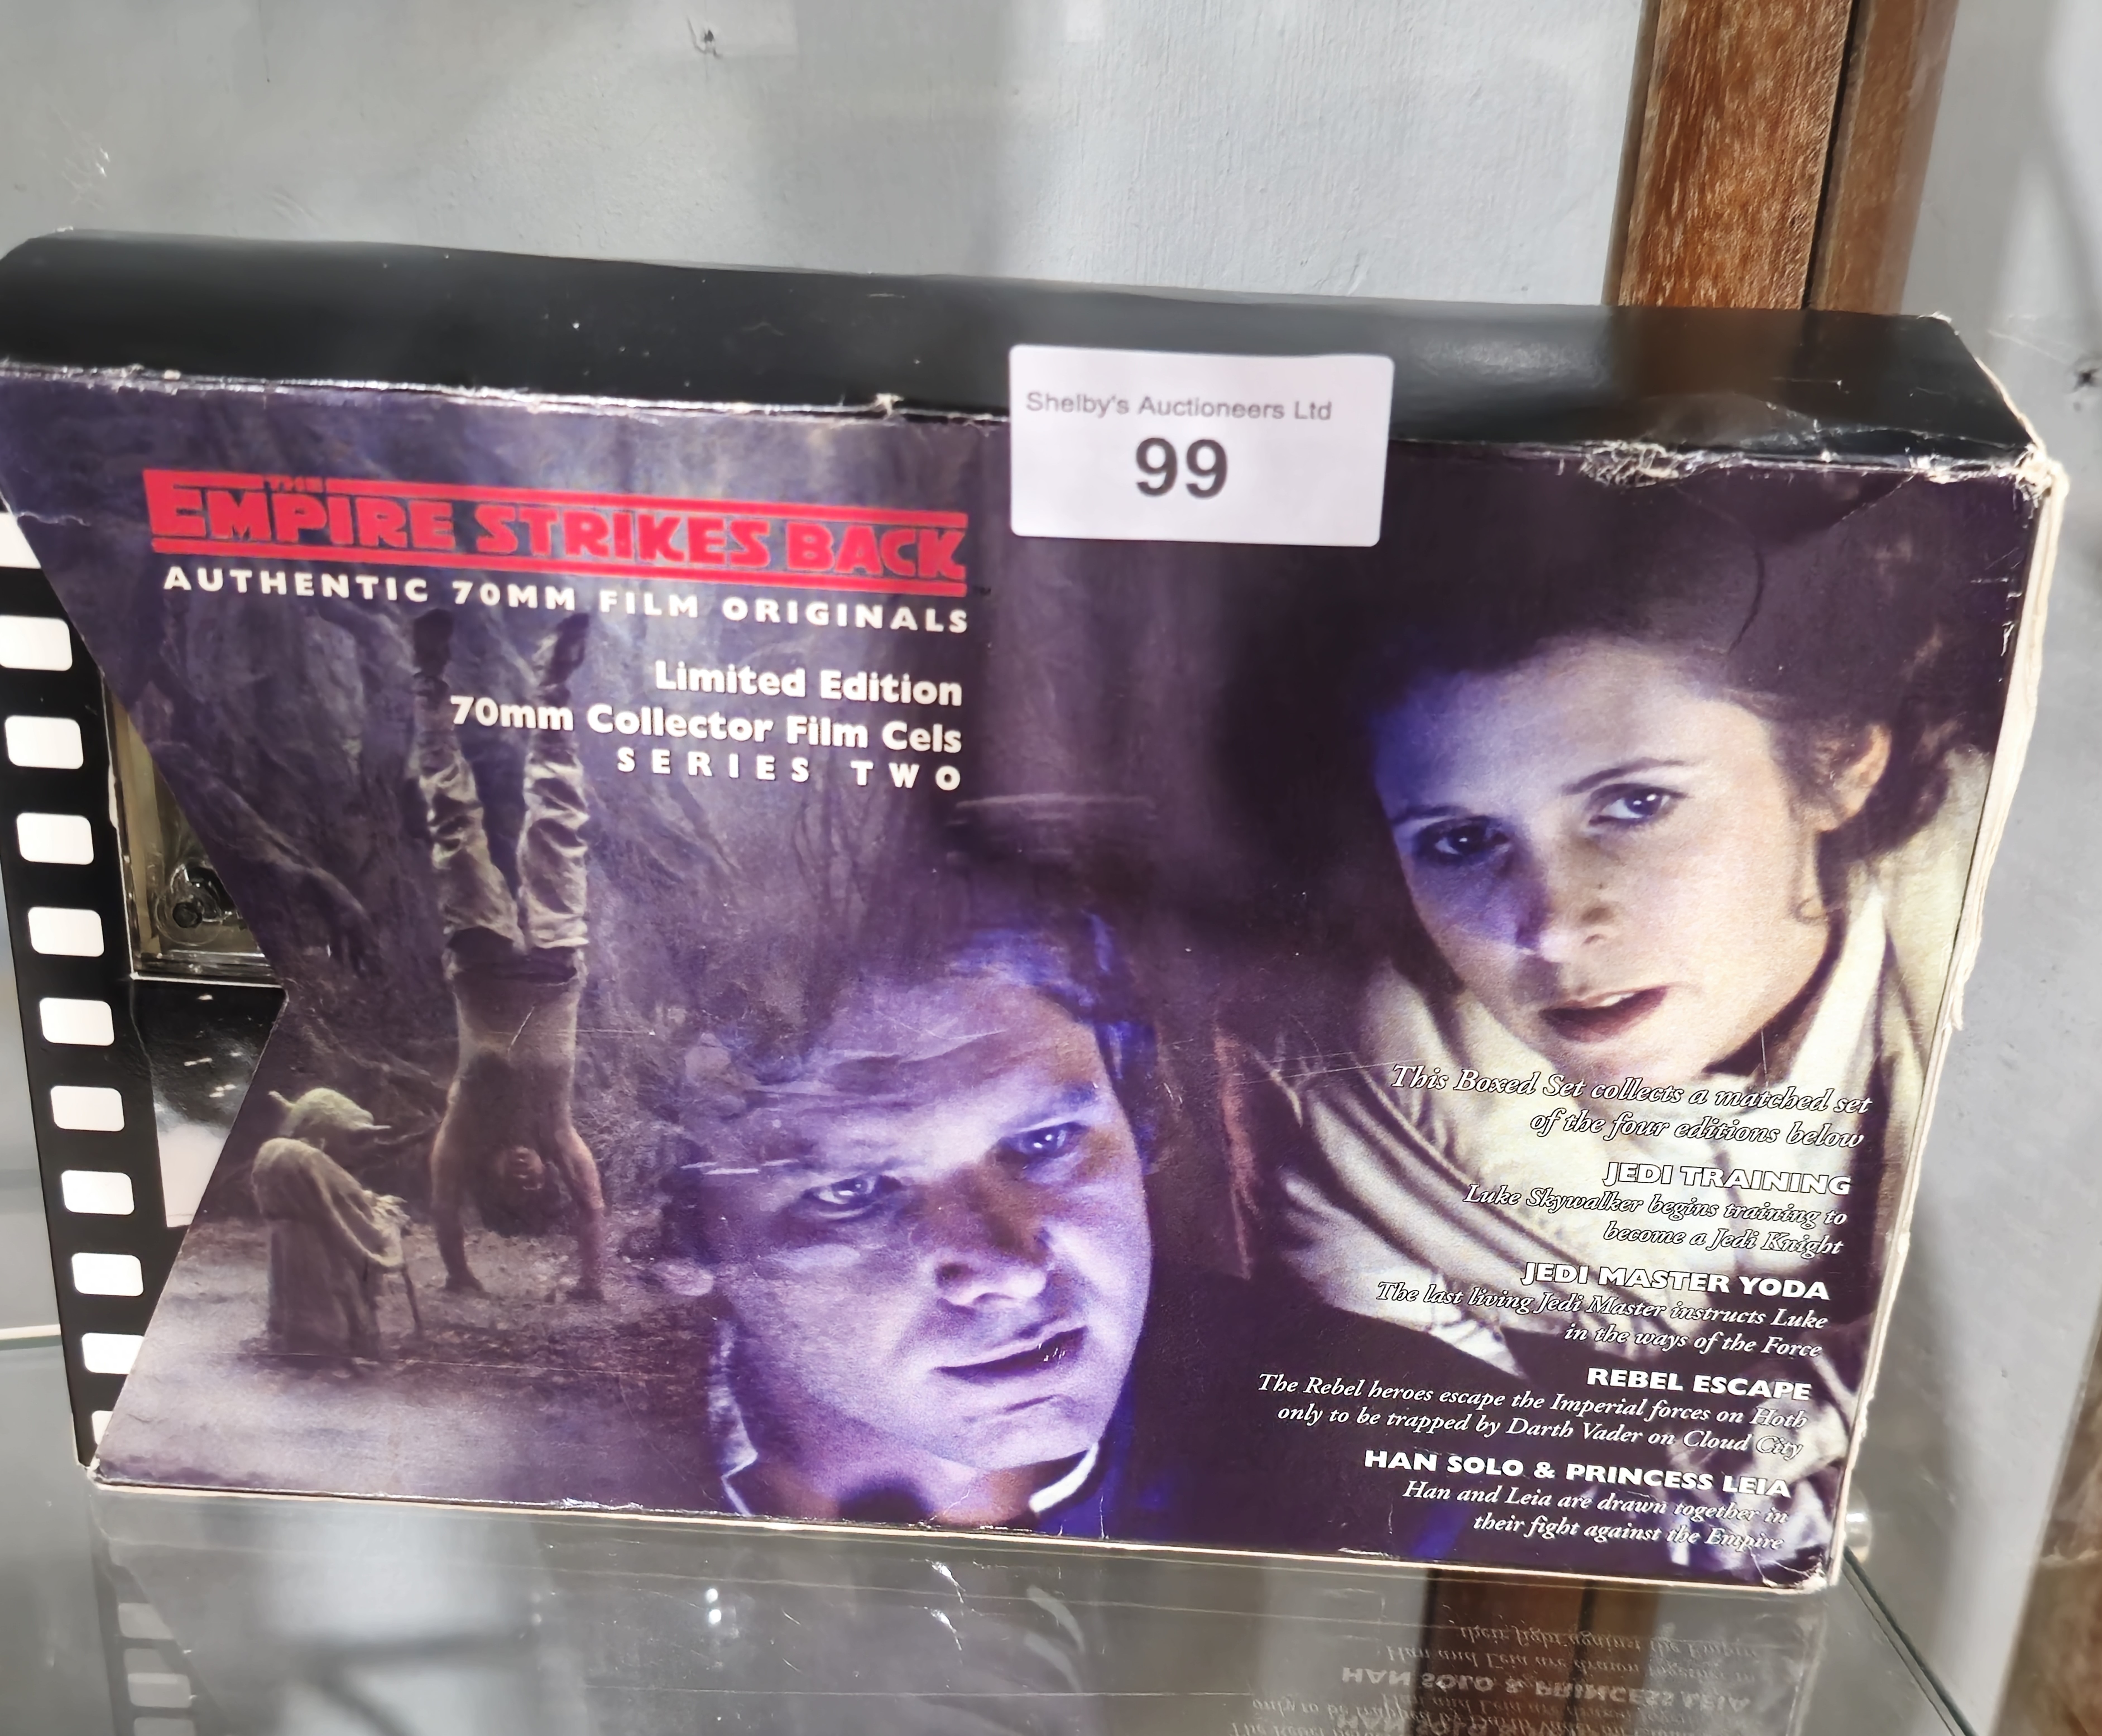 Shelby's Auctioneers Ltd
99
THE
EMPIRE STRIKES BACK
AUTHENTIC 70MM FILM ORIGINALS
Limited Edition
70mm Collector Film Cels
SERIES TWO
This Boxed Set collects a matched set
of the four editions below
JEDI TRAINING
Luke Skywalker begins training to
become a Jedi Knight
JEDI MASTER YODA
The last living Jedi Master instructs Luke
in the ways of the Force
REBEL ESCAPE
The Rebel heroes escape the Imperial forces on Hoth
only to be trapped by Darth Vader on Cloud City
HAN SOLO & PRINCESS LEIA
Han and Leia are drawn together in
their fight against the Empire